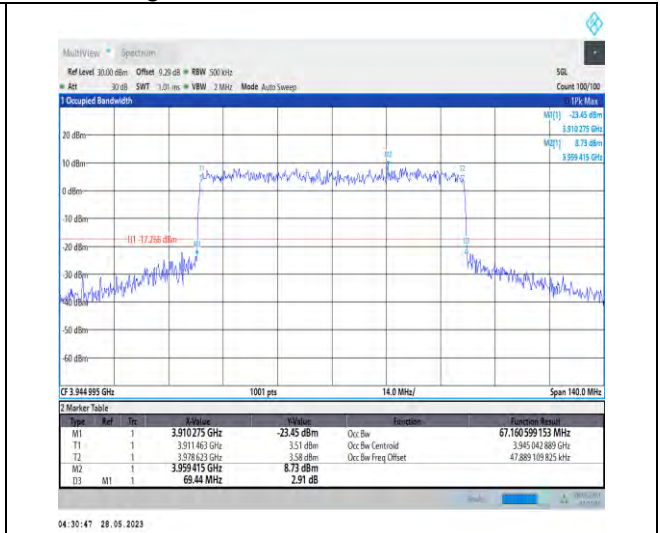 MultiView Spectrum
Ref Level 30.00 dBm Offset 9.29 dB RBW 500 kHz SGL
Att 30 dB SWT 1.01 ms VBW 2 MHz Mode Auto Sweep Count 100/100
1 Occupied Bandwidth 1Pk Max
M1[1] -23.45 dBm
3.910 275 GHz
M2[1] 8.73 dBm
3.959 415 GHz
20 dBm
10 dBm
M2
T1 T2
0 dBm
-10 dBm
H1 -17.266 dBm
-20 dBm
-30 dBm
-40 dBm
-50 dBm
-60 dBm
CF 3.944 995 GHz 1001 pts 14.0 MHz/ Span 140.0 MHz
2 Marker Table
Type Ref Trc X-Value Y-Value Function Function Result
M1 1 3.910 275 GHz -23.45 dBm Occ Bw 67.160 599 153 MHz
T1 1 3.911 463 GHz 3.51 dBm Occ Bw Centroid 3.945 042 889 GHz
T2 1 3.978 623 GHz 3.58 dBm Occ Bw Freq Offset 47.889 109 825 kHz
M2 1 3.959 415 GHz 8.73 dBm
D3 M1 1 69.44 MHz 2.91 dB
04:30:47 28.05.2023